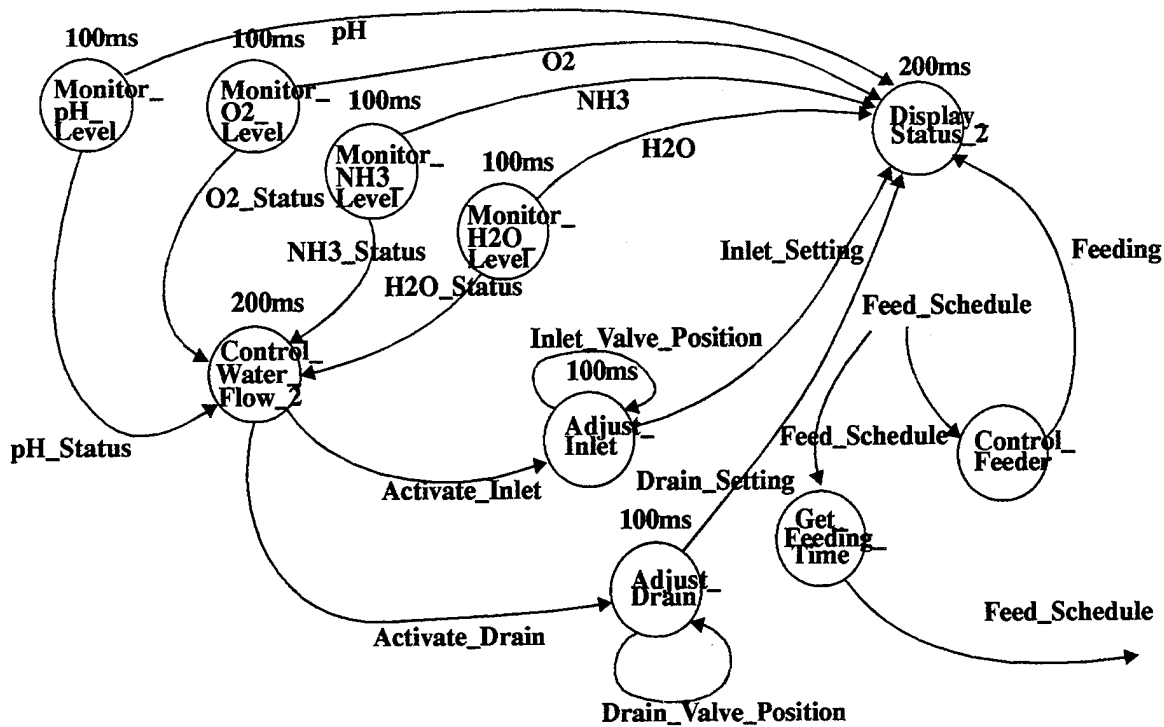 100ms
100ms
pH
O2
200ms
Monitor_
pH_
Level
Monitor_
O2_
Level
100ms
NH3
Display_
Status_2
Monitor_
NH3_
Level_
100ms
H2O
Monitor_
H2O_
Level_
O2_Status
NH3_Status
H2O_Status
Inlet_Setting
Feeding
200ms
Control_
Water_
Flow_2
Feed_Schedule
Inlet_Valve_Position
100ms
Adjust_
Inlet
pH_Status
Activate_Inlet
Feed_Schedule
Control_
Feeder
Drain_Setting
100ms
Get_
Feeding_
Time
Adjust_
Drain
Activate_Drain
Feed_Schedule
Drain_Valve_Position